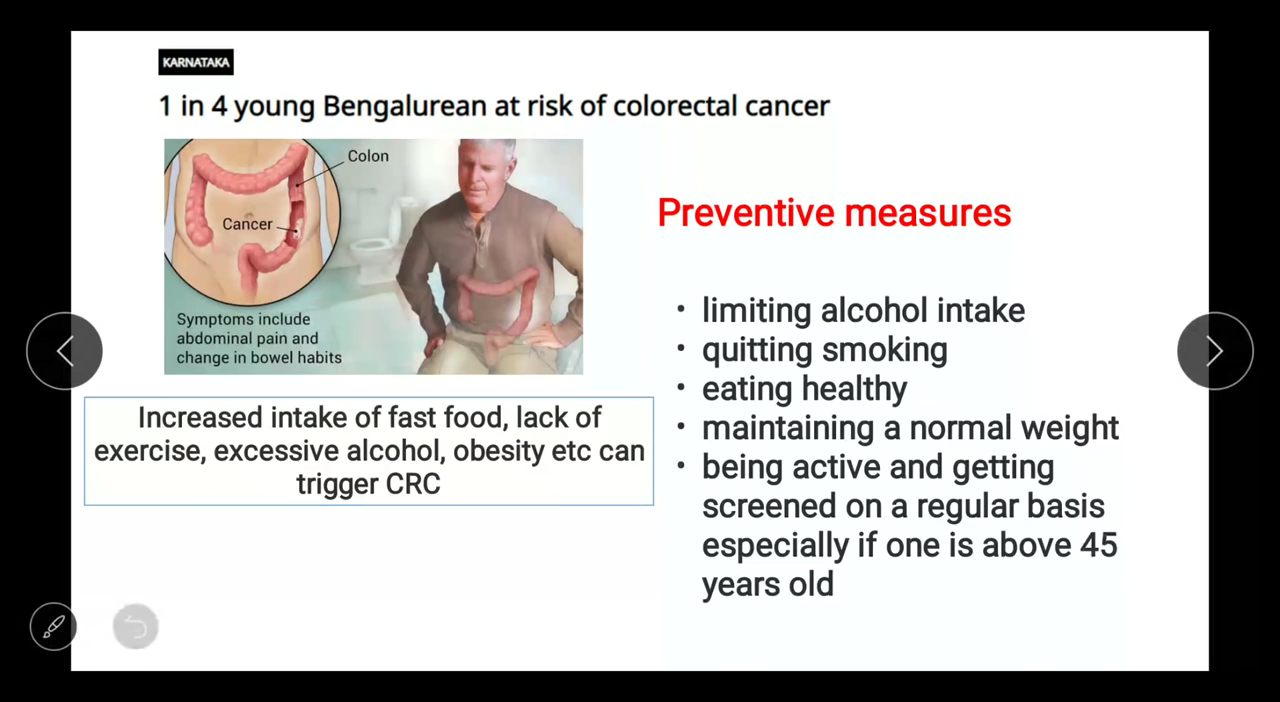 KARNATAKA
1 in 4 young Bengalurean at risk of colorectal cancer
Colon
Cancer
Symptoms include
abdominal pain and
change in bowel habits
Increased intake of fast food, lack of
exercise, excessive alcohol, obesity etc can
trigger CRC
Preventive measures
• limiting alcohol intake
• quitting smoking
• eating healthy
• maintaining a normal weight
• being active and getting
screened on a regular basis
especially if one is above 45
years old